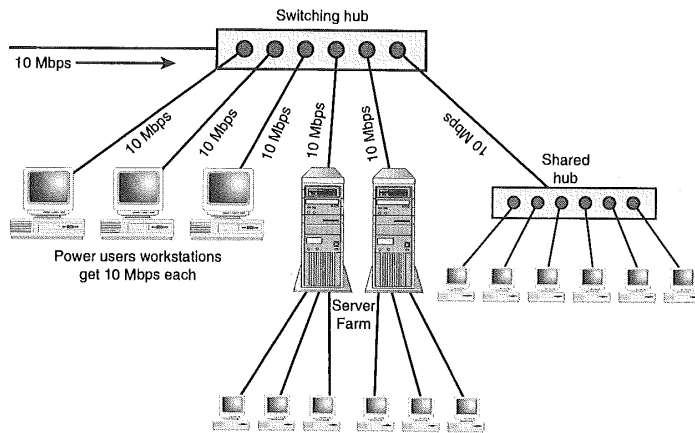 Switching hub
10 Mbps
10 Mbps
10 Mbps
10 Mbps
10 Mbps
10 Mbps
10 Mbps
Shared
hub
Power users workstations
get 10 Mbps each
Server
Farm